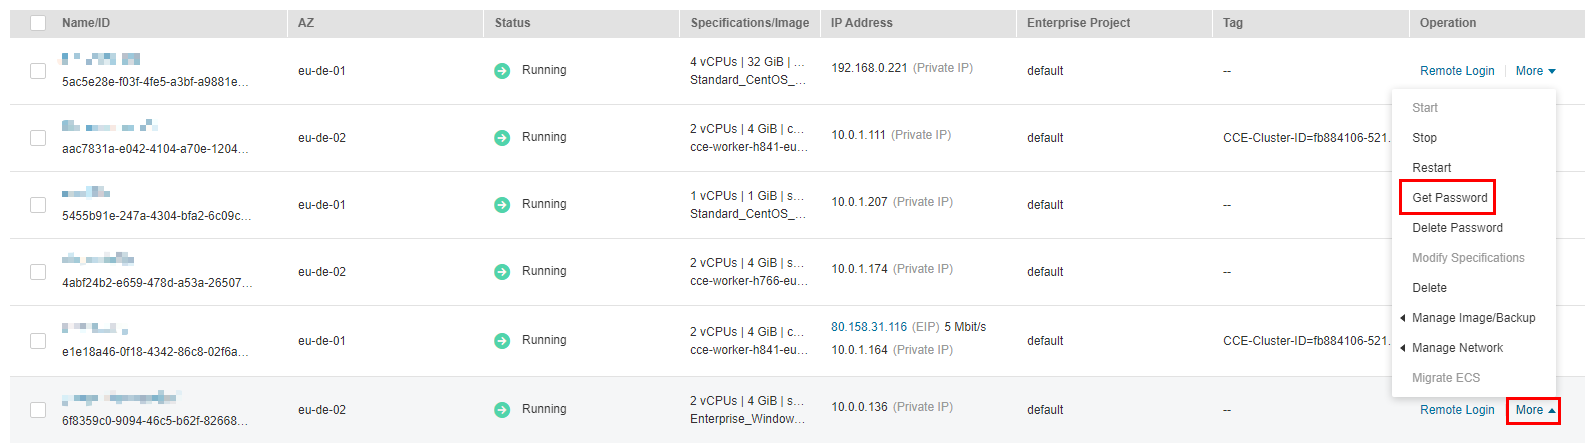 Name/ID AZ Status Specifications/Image IP Address Enterprise Project Tag Operation
5ac5e28e-f03f-4fe5-a3bf-a9881e... eu-de-01 Running 4 vCPUs | 32 GiB | ... 192.168.0.221 (Private IP) default -- Remote Login More
Standard_CentOS_...
aac7831a-e042-4104-a70e-1204... eu-de-02 Running 2 vCPUs | 4 GiB | c... 10.0.1.111 (Private IP) default CCE-Cluster-ID=fb884106-521.
cce-worker-h841-eu...
5455b91e-247a-4304-bfa2-6c09c... eu-de-01 Running 1 vCPUs | 1 GiB | s... 10.0.1.207 (Private IP) default --
Standard_CentOS_...
4abf24b2-e659-478d-a53a-26507... eu-de-02 Running 2 vCPUs | 4 GiB | s... 10.0.1.174 (Private IP) default --
cce-worker-h766-eu...
e1e18a46-0f18-4342-86c8-02f6a... eu-de-01 Running 2 vCPUs | 4 GiB | c... 80.158.31.116 (EIP) 5 Mbit/s default CCE-Cluster-ID=fb884106-521.
cce-worker-h841-eu... 10.0.1.164 (Private IP)
6f8359c0-9094-46c5-b62f-82668... eu-de-02 Running 2 vCPUs | 4 GiB | s... 10.0.0.136 (Private IP) default -- Remote Login More
Enterprise_Window...
Start
Stop
Restart
Get Password
Delete Password
Modify Specifications
Delete
Manage Image/Backup
Manage Network
Migrate ECS